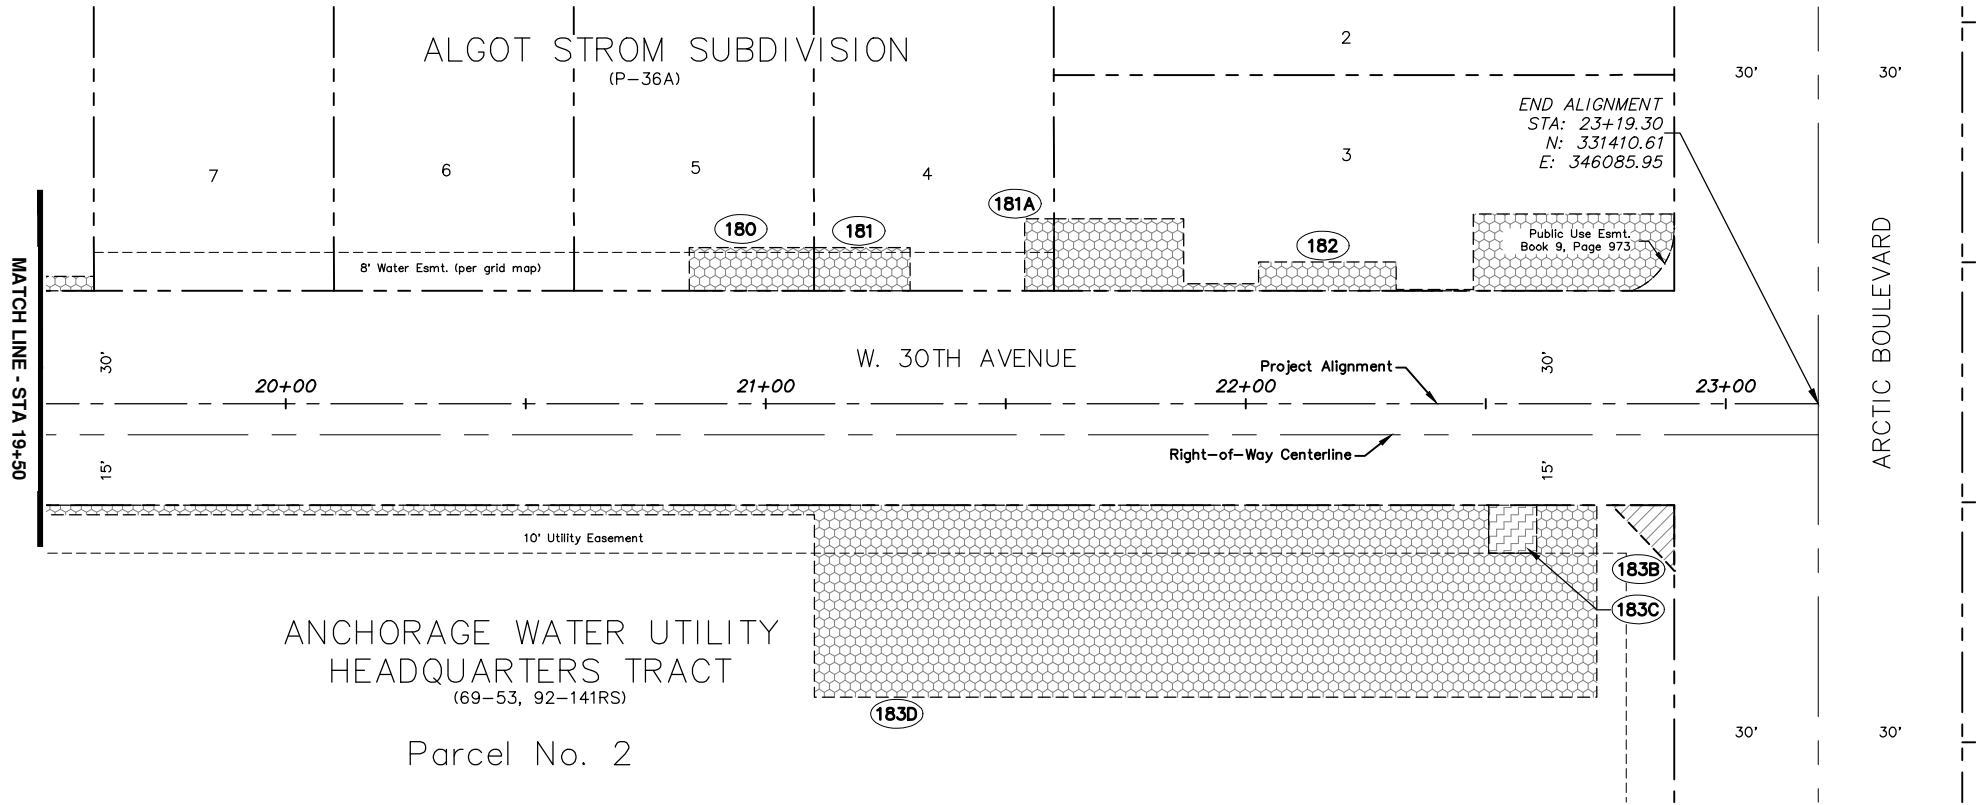 ALGOT STROM SUBDIVISION
(P-36A)
2
30'
30'
END ALIGNMENT
STA: 23+19.30
N: 331410.61
E: 346085.95
7
6
5
4
3
180
181
181A
182
Public Use Esmt.
Book 9, Page 973
8' Water Esmt. (per grid map)
MATCH LINE - STA 19+50
30'
W. 30TH AVENUE
30'
Project Alignment
20+00
21+00
22+00
23+00
ARCTIC BOULEVARD
15'
Right-of-Way Centerline
15'
10' Utility Easement
183B
183C
ANCHORAGE WATER UTILITY
HEADQUARTERS TRACT
(69-53, 92-141RS)
183D
Parcel No. 2
30'
30'